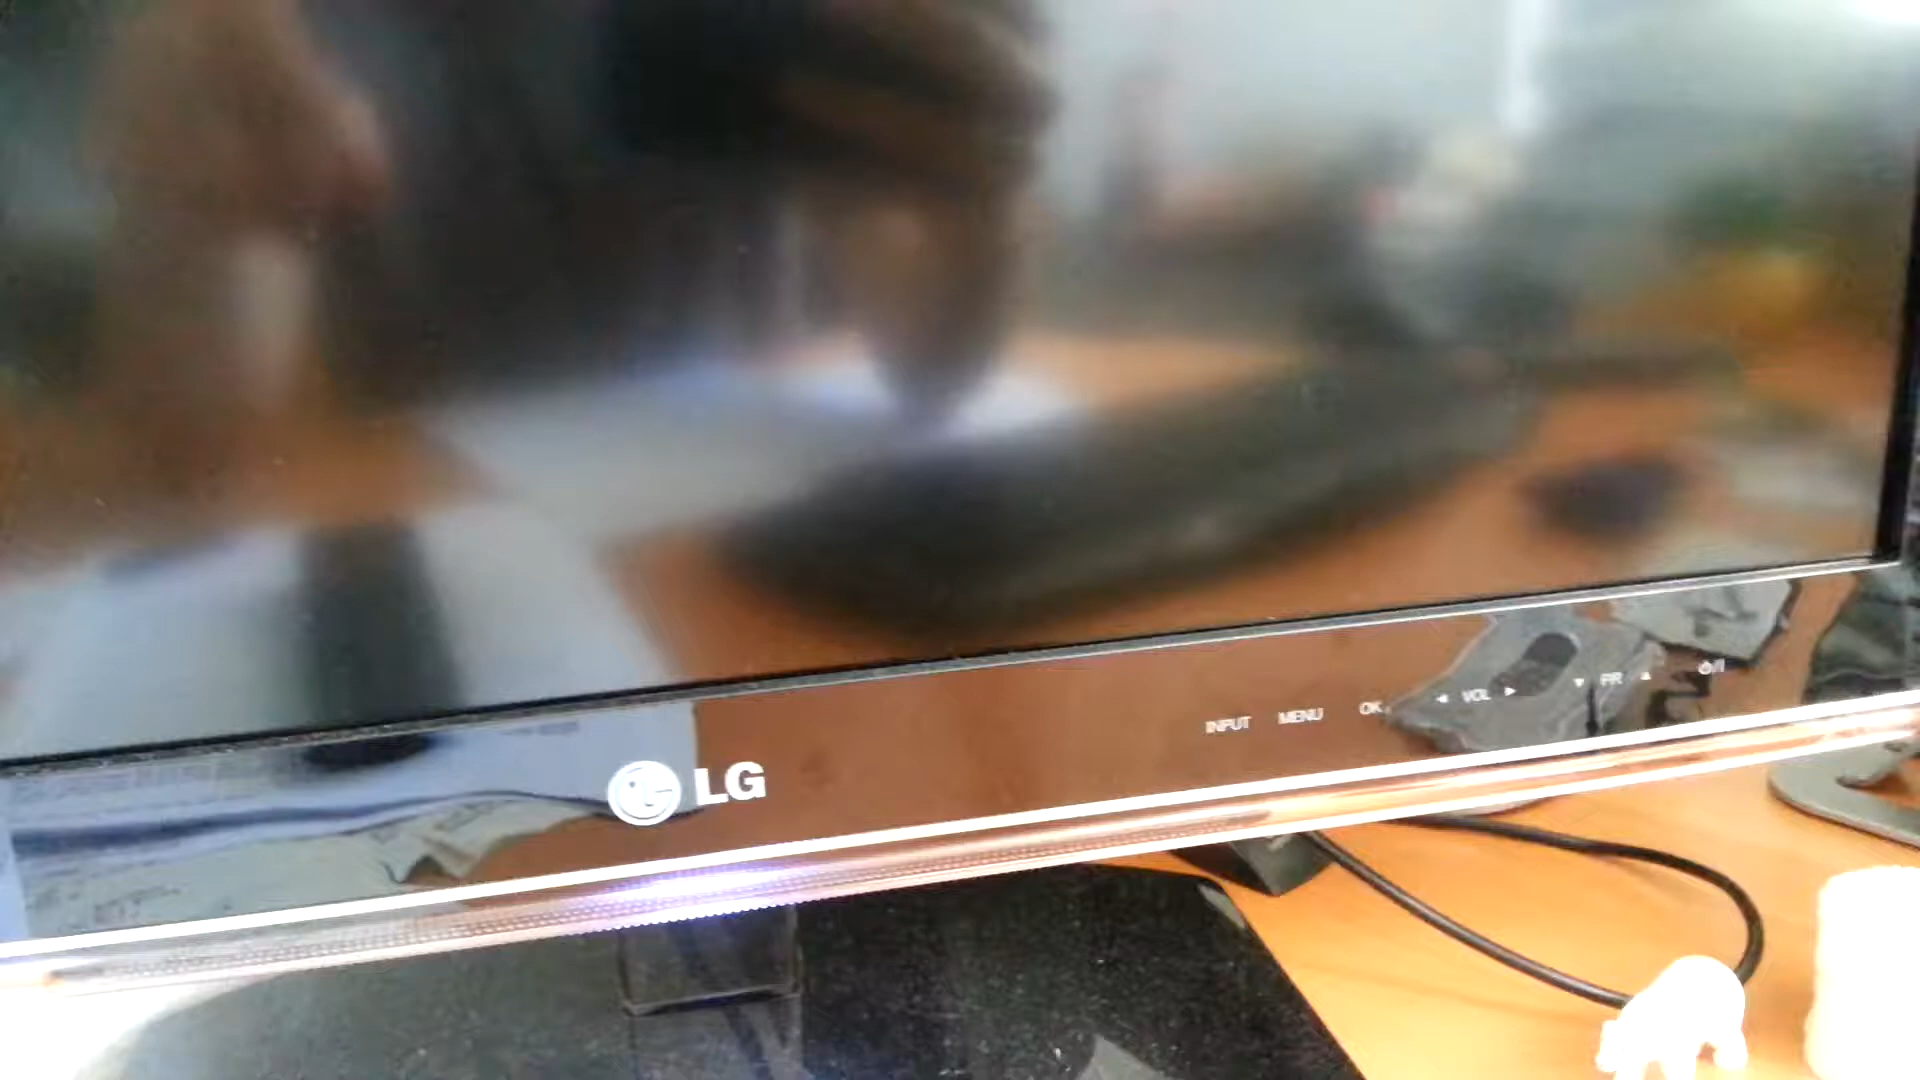 INPUT MENU OK ◄ VOL ► ▼ PR ▲ ⏻/I
LG